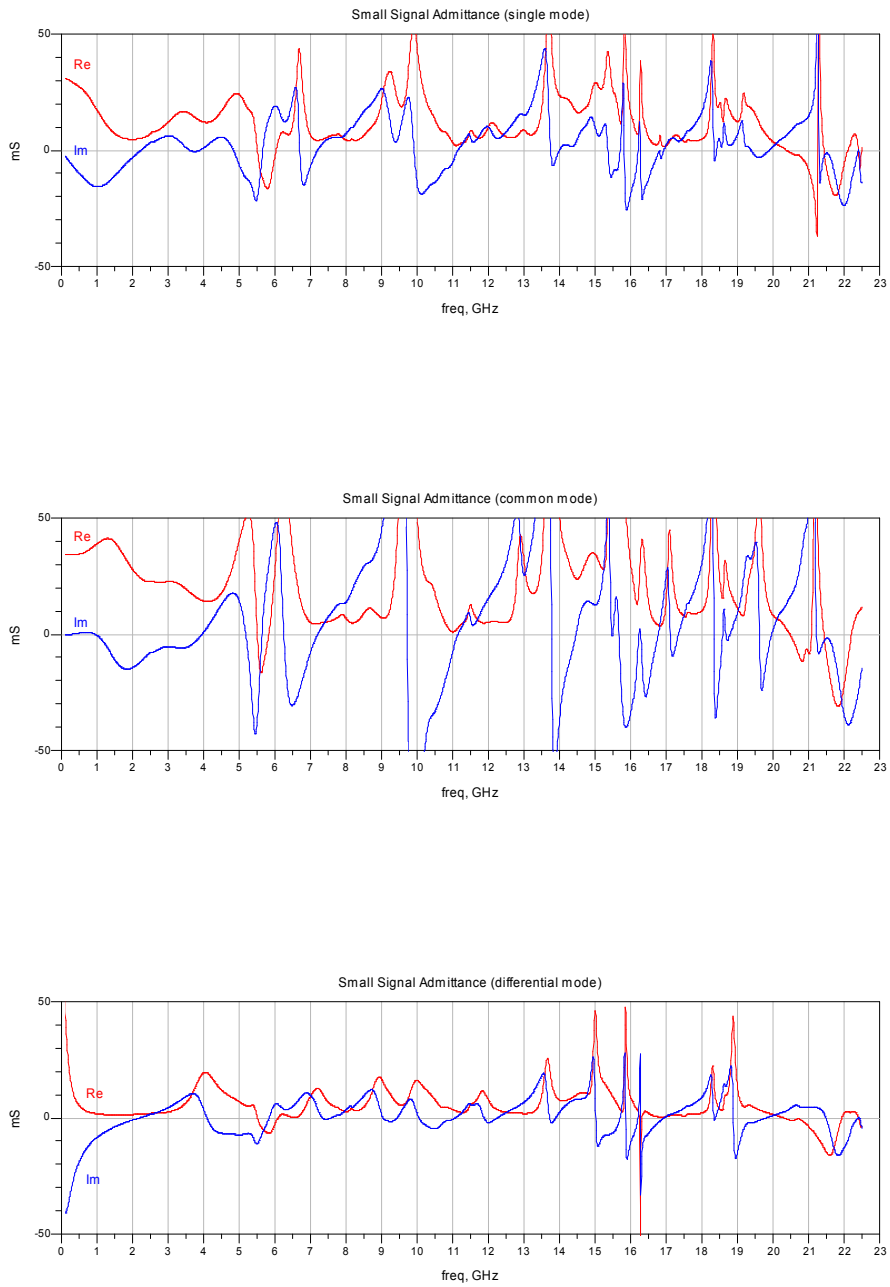 Small Signal Admittance (single mode)
50
Re
mS
0
Im
-50
0 1 2 3 4 5 6 7 8 9 10 11 12 13 14 15 16 17 18 19 20 21 22 23
freq, GHz
Small Signal Admittance (common mode)
50
Re
mS
0
Im
-50
0 1 2 3 4 5 6 7 8 9 10 11 12 13 14 15 16 17 18 19 20 21 22 23
freq, GHz
Small Signal Admittance (differential mode)
50
Re
mS
0
Im
-50
0 1 2 3 4 5 6 7 8 9 10 11 12 13 14 15 16 17 18 19 20 21 22 23
freq, GHz